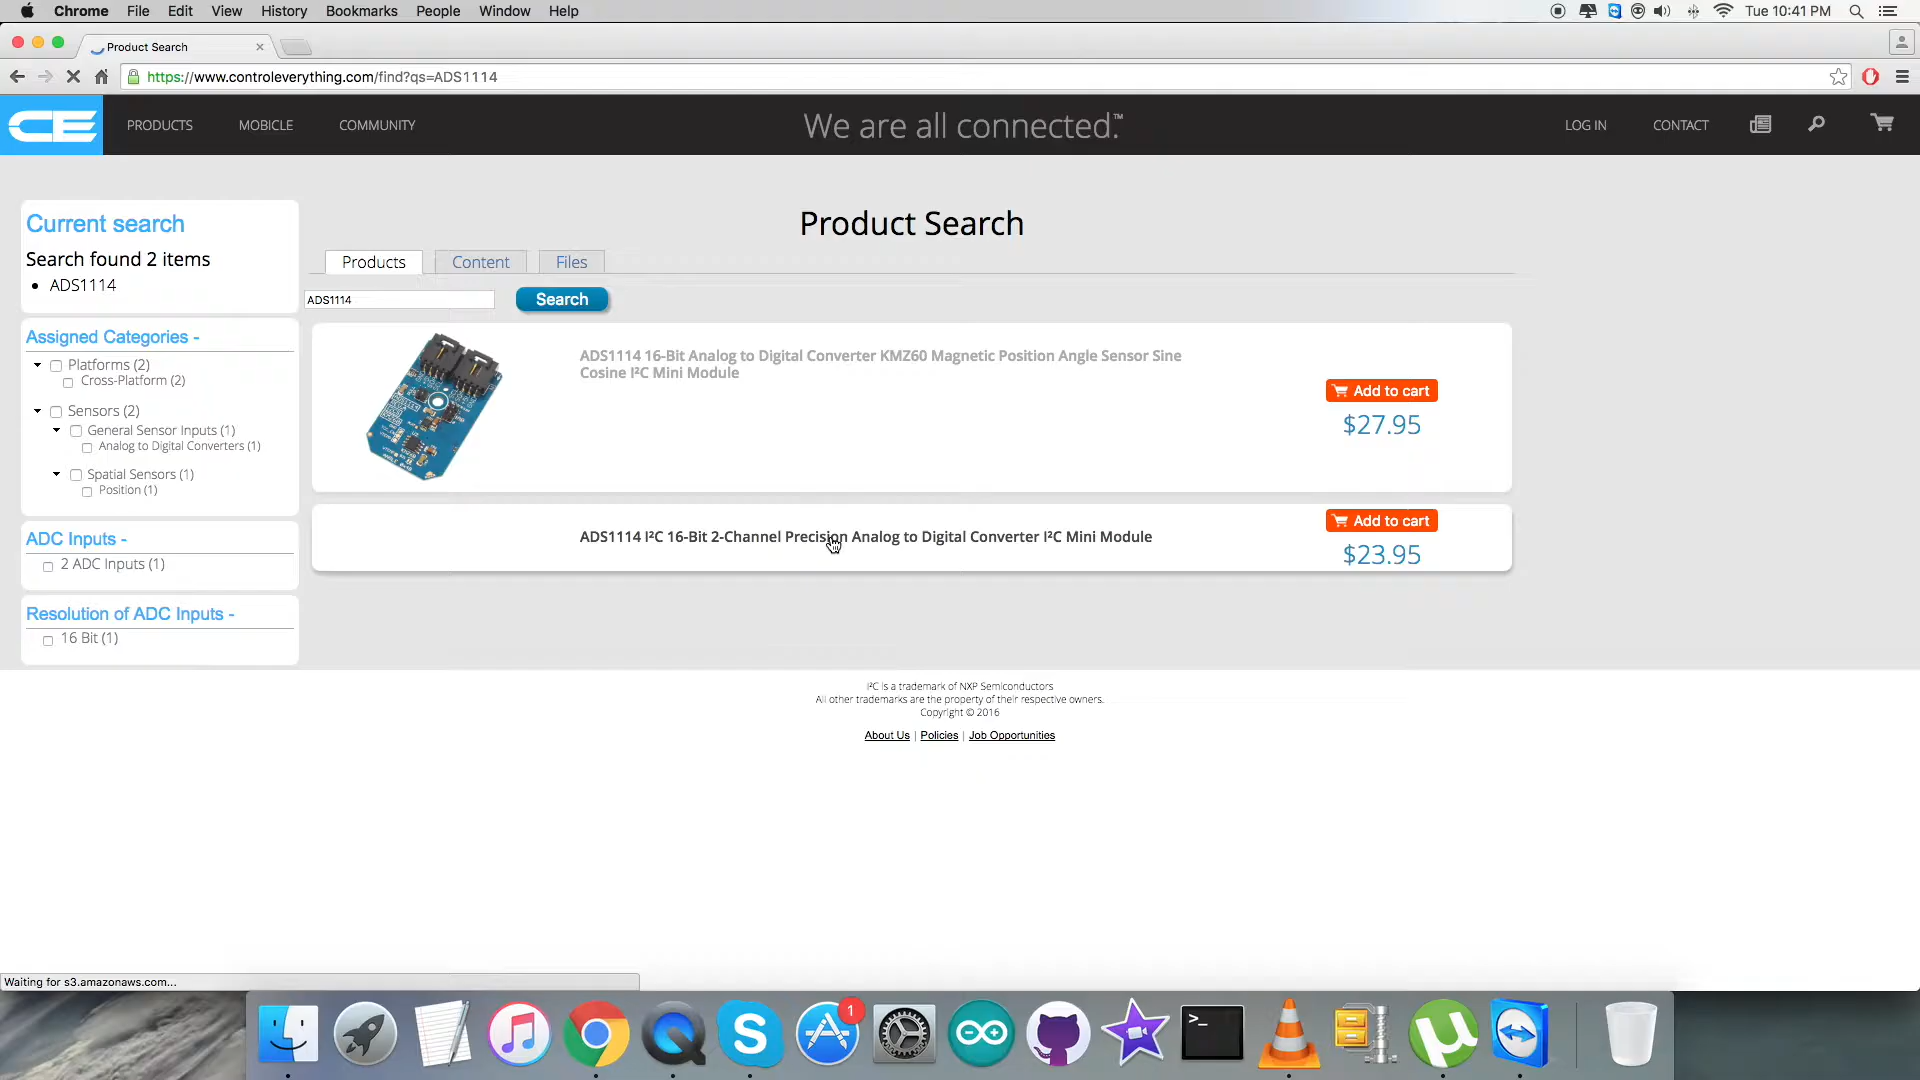 Chrome File Edit View History Bookmarks People Window Help Tue 10:41 PM
Product Search
https://www.controleverything.com/find?qs=ADS1114
CE PRODUCTS MOBICLE COMMUNITY We are all connected.™ LOG IN CONTACT
Current search
Search found 2 items
• ADS1114
Assigned Categories -
Platforms (2)
Cross-Platform (2)
Sensors (2)
General Sensor Inputs (1)
Analog to Digital Converters (1)
Spatial Sensors (1)
Position (1)
ADC Inputs -
2 ADC Inputs (1)
Resolution of ADC Inputs -
16 Bit (1)
Product Search
Products Content Files
ADS1114 Search
ADS1114 16-Bit Analog to Digital Converter KMZ60 Magnetic Position Angle Sensor Sine
Cosine I²C Mini Module
Add to cart
$27.95
ADS1114 I²C 16-Bit 2-Channel Precision Analog to Digital Converter I²C Mini Module
Add to cart
$23.95
I²C is a trademark of NXP Semiconductors
All other trademarks are the property of their respective owners.
Copyright © 2016
About Us | Policies | Job Opportunities
Waiting for s3.amazonaws.com...
1